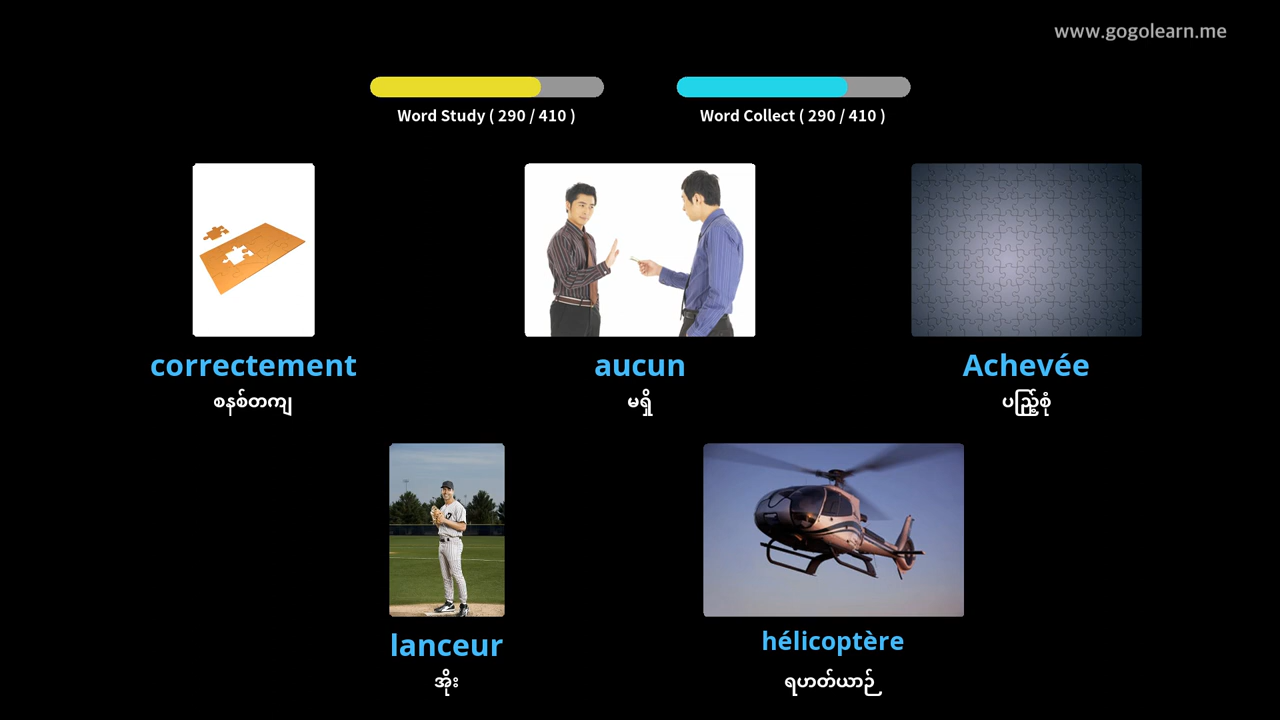 www.gogolearn.me
Word Study ( 290 / 410 )
Word Collect ( 290 / 410 )
correctement
စနစ်တကျ
aucun
မရှိ
Achevée
ပည့်စုံ
lanceur
အိုး
hélicoptère
ရဟတ်ယာဉ်